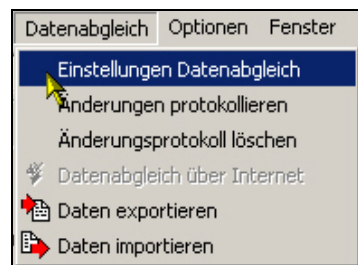 Datenabgleich Optionen Fenster
Einstellungen Datenabgleich
Änderungen protokollieren
Änderungsprotokoll löschen
Datenabgleich über Internet
Daten exportieren
Daten importieren